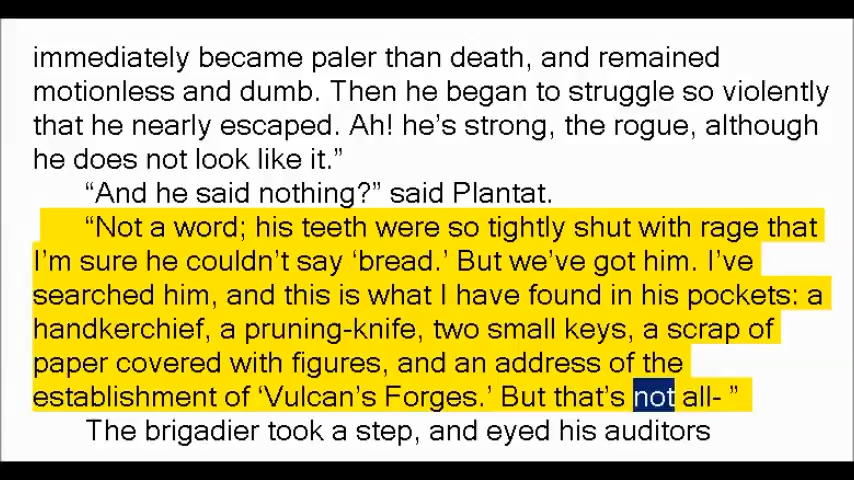 immediately became paler than death, and remained
motionless and dumb. Then he began to struggle so violently
that he nearly escaped. Ah! he’s strong, the rogue, although
he does not look like it.”
“And he said nothing?” said Plantat.
“Not a word; his teeth were so tightly shut with rage that
I’m sure he couldn’t say ‘bread.’ But we’ve got him. I’ve
searched him, and this is what I have found in his pockets: a
handkerchief, a pruning-knife, two small keys, a scrap of
paper covered with figures, and an address of the
establishment of ‘Vulcan’s Forges.’ But that’s not all- ”
The brigadier took a step, and eyed his auditors